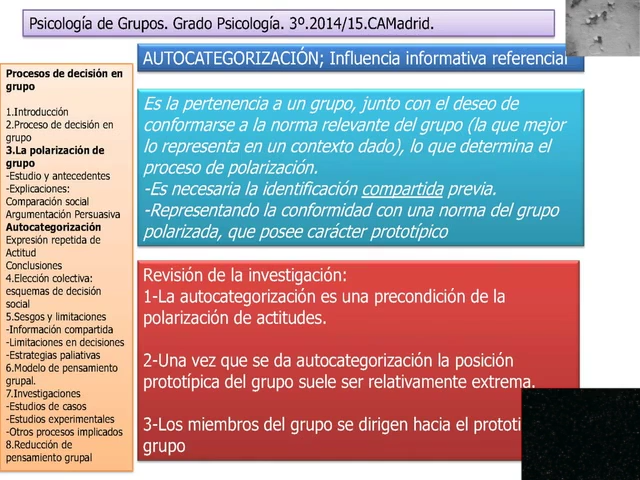 Psicología de Grupos. Grado Psicología. 3º.2014/15.CAMadrid.
AUTOCATEGORIZACIÓN; Influencia informativa referencial
Procesos de decisión en
grupo
1.Introducción
2.Proceso de decisión en
grupo
3.La polarización de
grupo
-Estudio y antecedentes
-Explicaciones:
Comparación social
Argumentación Persuasiva
Autocategorización
Expresión repetida de
Actitud
Conclusiones
4.Elección colectiva:
esquemas de decisión
social
5.Sesgos y limitaciones
-Información compartida
-Limitaciones en decisiones
-Estrategias paliativas
6.Modelo de pensamiento
grupal.
7.Investigaciones
-Estudios de casos
-Estudios experimentales
-Otros procesos implicados
8.Reducción de
pensamiento grupal
Es la pertenencia a un grupo, junto con el deseo de
conformarse a la norma relevante del grupo (la que mejor
lo representa en un contexto dado), lo que determina el
proceso de polarización.
-Es necesaria la identificación compartida previa.
-Representando la conformidad con una norma del grupo
polarizada, que posee carácter prototípico
Revisión de la investigación:
1-La autocategorización es una precondición de la
polarización de actitudes.
2-Una vez que se da autocategorización la posición
prototípica del grupo suele ser relativamente extrema.
3-Los miembros del grupo se dirigen hacia el
grupo